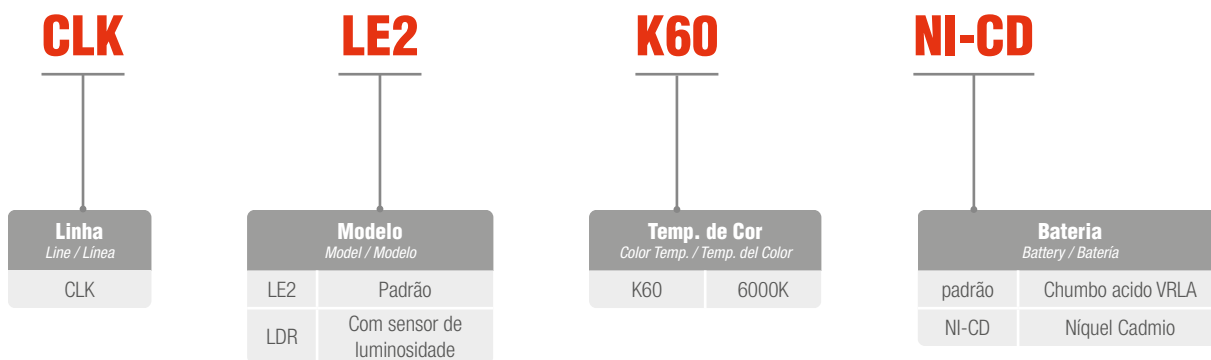 CLK LE2 K60 NI-CD
Linha
Line / Línea
CLK
Modelo
Model / Modelo
LE2 Padrão
LDR Com sensor de
luminosidade
Temp. de Cor
Color Temp. / Temp. del Color
K60 6000K
Bateria
Battery / Batería
padrão Chumbo acido VRLA
NI-CD Níquel Cadmio